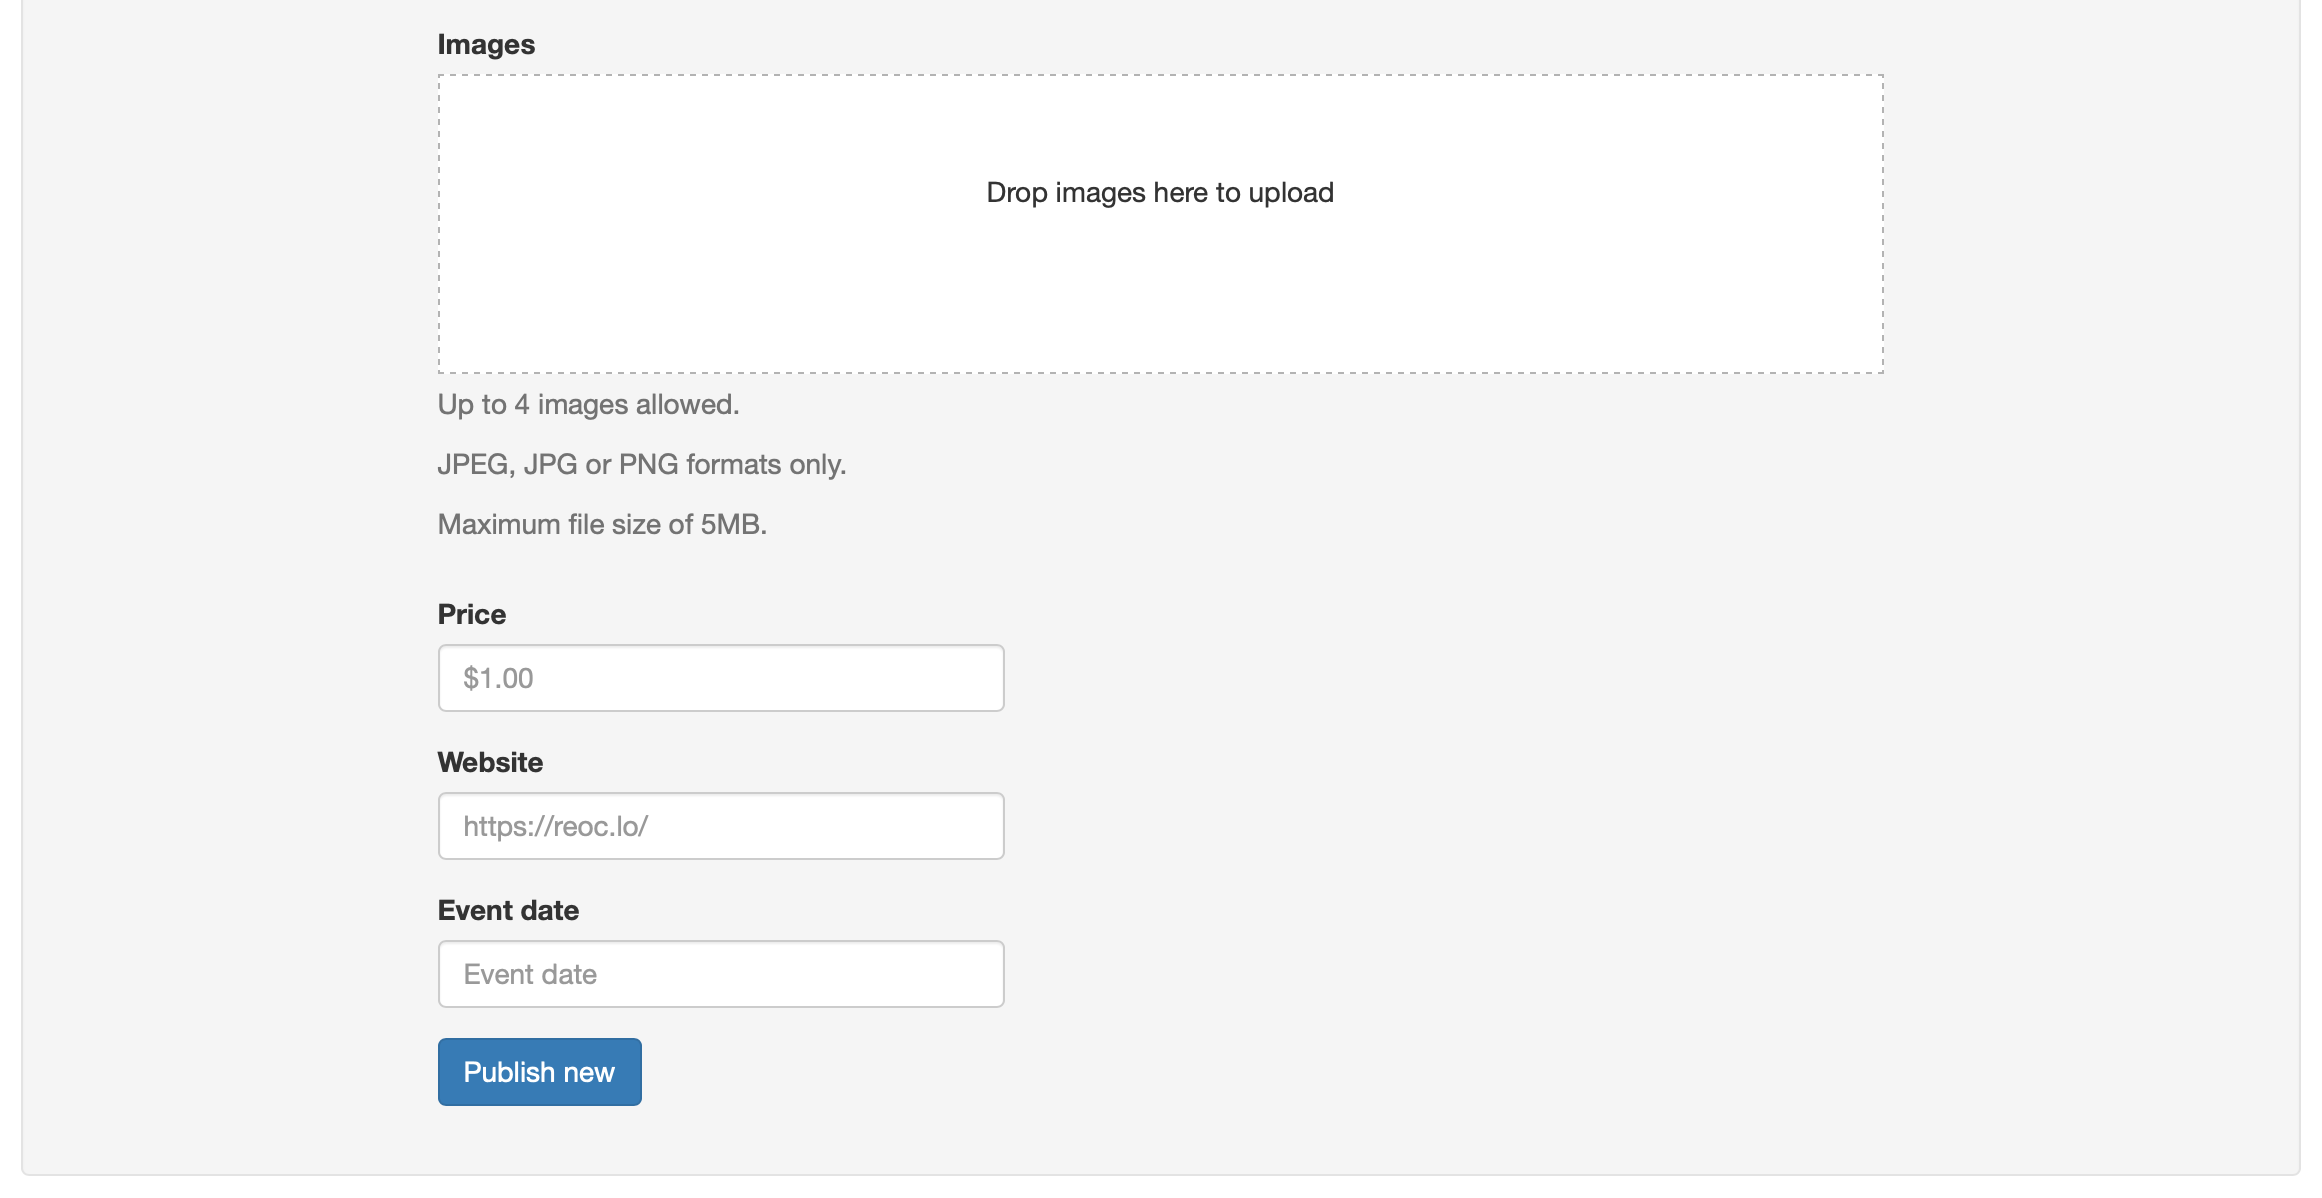 Images
Drop images here to upload
Up to 4 images allowed.
JPEG, JPG or PNG formats only.
Maximum file size of 5MB.
Price
$1.00
Website
https://reoc.lo/
Event date
Event date
Publish new